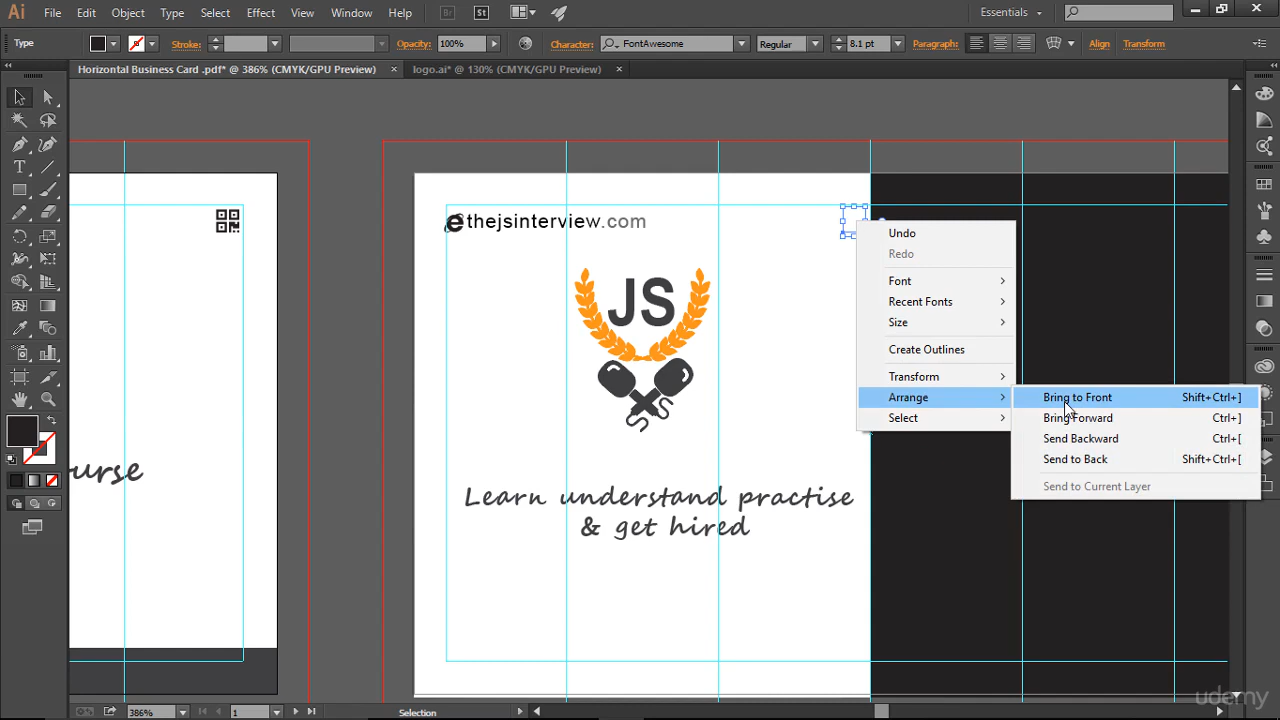 Ai File Edit Object Type Select Effect View Window Help Br St Essentials
Type Stroke: Opacity: 100% Character: FontAwesome Regular 8.1 pt Paragraph: Align Transform
Horizontal Business Card .pdf* @ 386% (CMYK/GPU Preview) × logo.ai* @ 130% (CMYK/GPU Preview) ×
thejsinterview.com
Undo
Redo
Font
Recent Fonts
JS
Size
Create Outlines
Transform
Arrange
Bring to Front Shift+Ctrl+]
Select
Bring Forward Ctrl+]
Send Backward Ctrl+[
Send to Back Shift+Ctrl+[
Send to Current Layer
urse
Learn understand practise
& get hired
386% 1 Selection
udemy